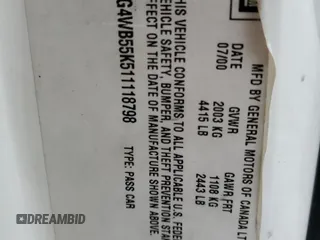 MFD BY GENERAL MOTORS OF CANADA LT
DATE GVWR GAWR FRT
07/00 2003 KG 1108 KG
4415 LB 2443 LB
THIS VEHICLE CONFORMS TO ALL APPLICABLE U.S. FEDE
VEHICLE SAFETY, BUMPER, AND THEFT PREVENTION STAN
EFFECT ON THE DATE OF MANUFACTURE SHOWN ABOVE.
G4WB55K511118798 TYPE: PASS CAR
DREAMBID